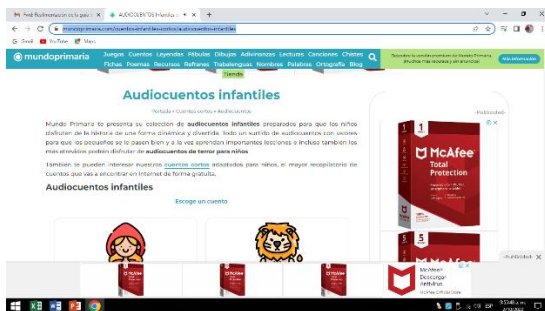 AUDIOCUENTOS Infantiles
mundoprimaria.com/cuentos-infantiles-cortos/audiocuentos-infantiles
Gmail YouTube Maps
mundoprimaria
Juegos Cuentos Leyendas Fábulas Dibujos Adivinanzas Lecturas Canciones Chistes
Fichas Poemas Recursos Refranes Trabalenguas Nombres Palabras Ortografía Blog
Tienda
Audiocuentos infantiles
Portada » Cuentos cortos » Audiocuentos
Mundo Primaria te presenta su colección de audiocuentos infantiles preparados para que los niños
disfruten de la historia de una forma dinámica y divertida. Todo un surtido de audiocuentos con valores
para que los pequeños se lo pasen bien y a la vez aprendan importantes lecciones e incluso también los
más atrevidos podrán disfrutar de audiocuentos de terror para niños.
También te pueden interesar nuestros cuentos cortos adaptados para niños, el mayor recopilatorio de
cuentos que vas a encontrar en Internet de forma gratuita.
Audiocuentos infantiles
Escoge un cuento
-Publicidad-
McAfee
Total
Protection
-Publicidad-
McAfee
Descargar
Antivirus
ESP